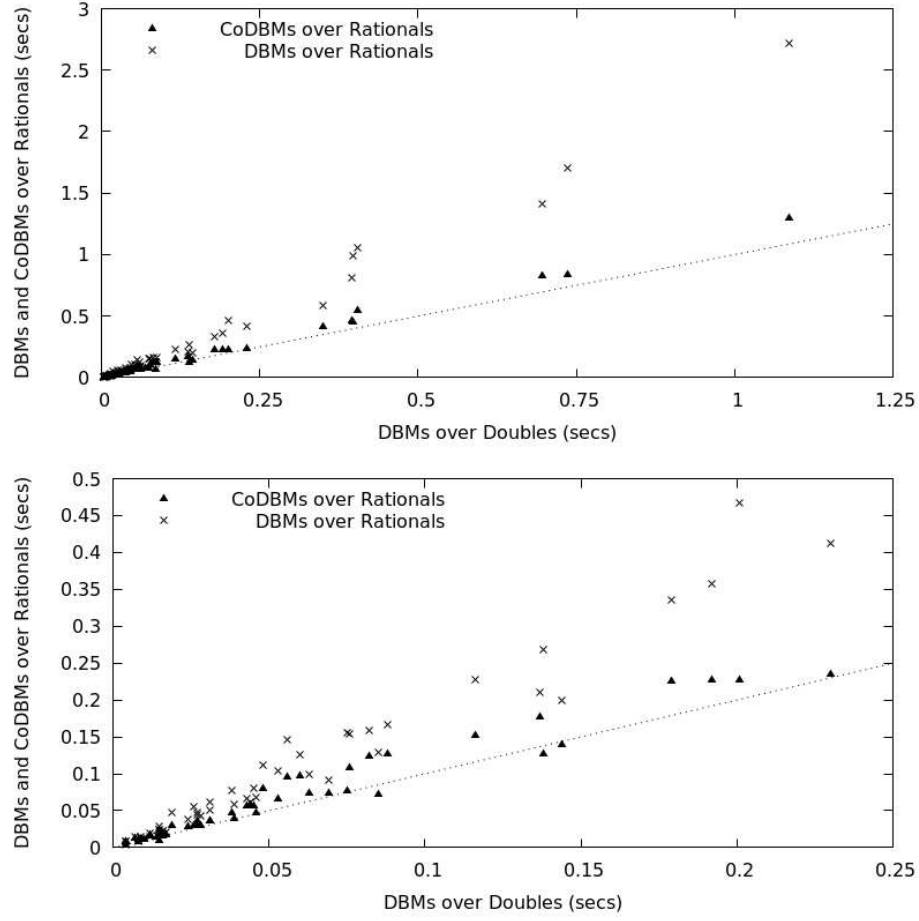 3
2.5
2
1.5
1
0.5
0
DBMs and CoDBMs over Rationals (secs)
CoDBMs over Rationals
DBMs over Rationals
0 0.25 0.5 0.75 1 1.25
DBMs over Doubles (secs)
0.5
0.45
0.4
0.35
0.3
0.25
0.2
0.15
0.1
0.05
0
DBMs and CoDBMs over Rationals (secs)
CoDBMs over Rationals
DBMs over Rationals
0 0.05 0.1 0.15 0.2 0.25
DBMs over Doubles (secs)